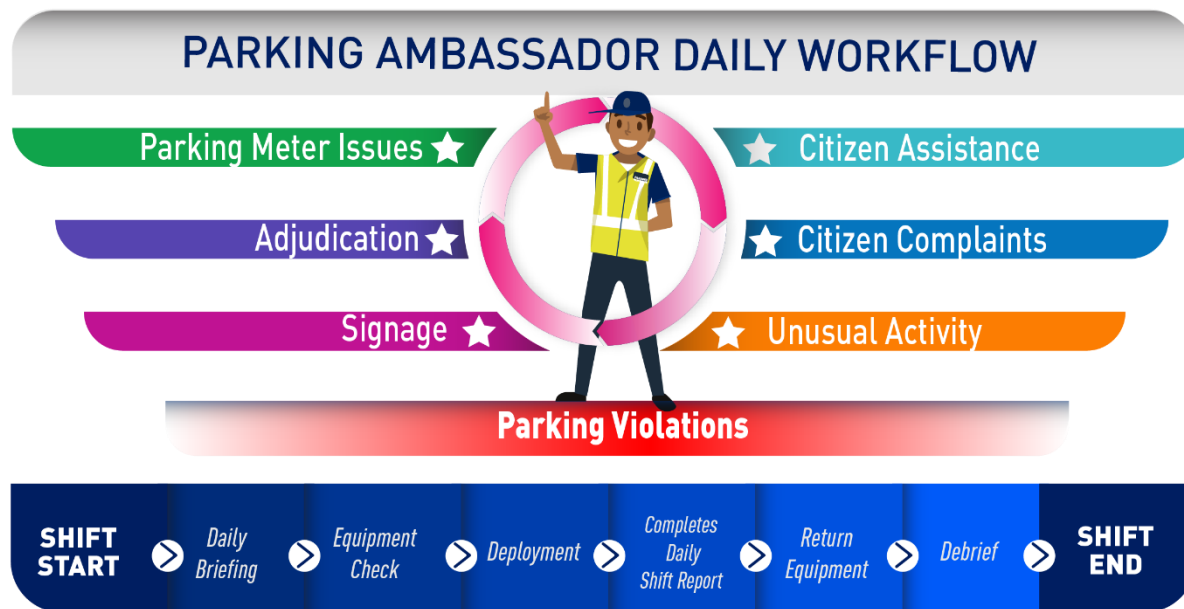 PARKING AMBASSADOR DAILY WORKFLOW
Parking Meter Issues
Citizen Assistance
Adjudication
Citizen Complaints
Signage
Unusual Activity
Parking Violations
SHIFT
START
Daily
Briefing
Equipment
Check
Deployment
Completes
Daily
Shift Report
Return
Equipment
Debrief
SHIFT
END